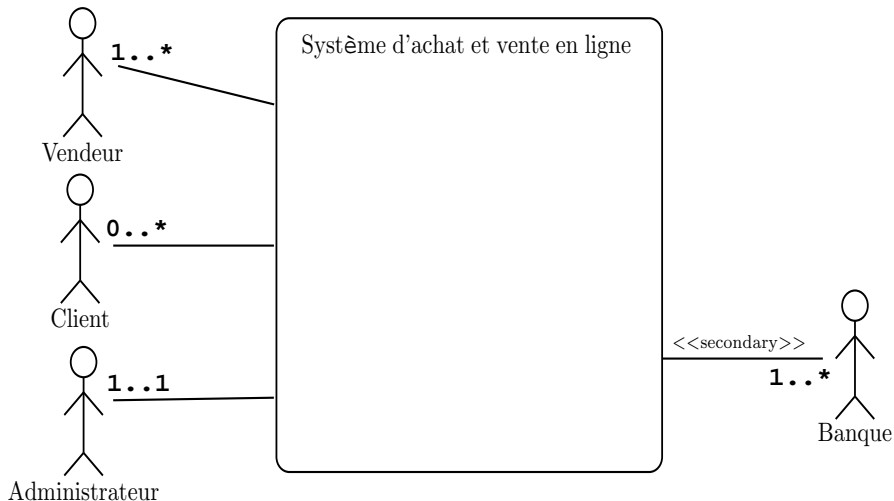 Système d'achat et vente en ligne
1..*
Vendeur
0..*
Client
<<secondary>>
1..*
Banque
1..1
Administrateur